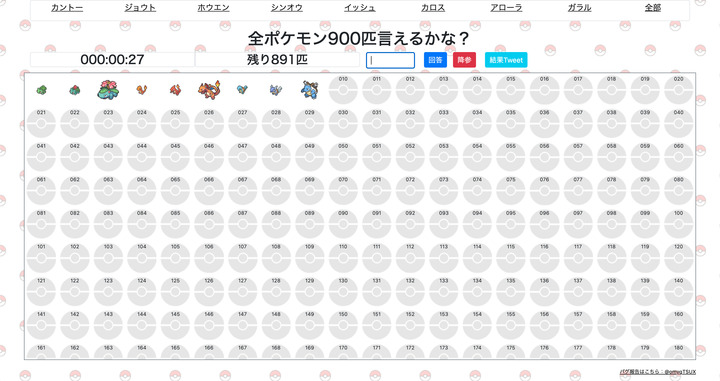 カントー ジョウト ホウエン シンオウ イッシュ カロス アローラ ガラル 全部
全ポケモン900匹言えるかな？
000:00:27 残り891匹 回答 降参 結果Tweet
010 011 012 013 014 015 016 017 018 019 020
021 022 023 024 025 026 027 028 029 030 031 032 033 034 035 036 037 038 039 040
041 042 043 044 045 046 047 048 049 050 051 052 053 054 055 056 057 058 059 060
061 062 063 064 065 066 067 068 069 070 071 072 073 074 075 076 077 078 079 080
081 082 083 084 085 086 087 088 089 090 091 092 093 094 095 096 097 098 099 100
101 102 103 104 105 106 107 108 109 110 111 112 113 114 115 116 117 118 119 120
121 122 123 124 125 126 127 128 129 130 131 132 133 134 135 136 137 138 139 140
141 142 143 144 145 146 147 148 149 150 151 152 153 154 155 156 157 158 159 160
161 162 163 164 165 166 167 168 169 170 171 172 173 174 175 176 177 178 179 180
バグ報告はこちら：